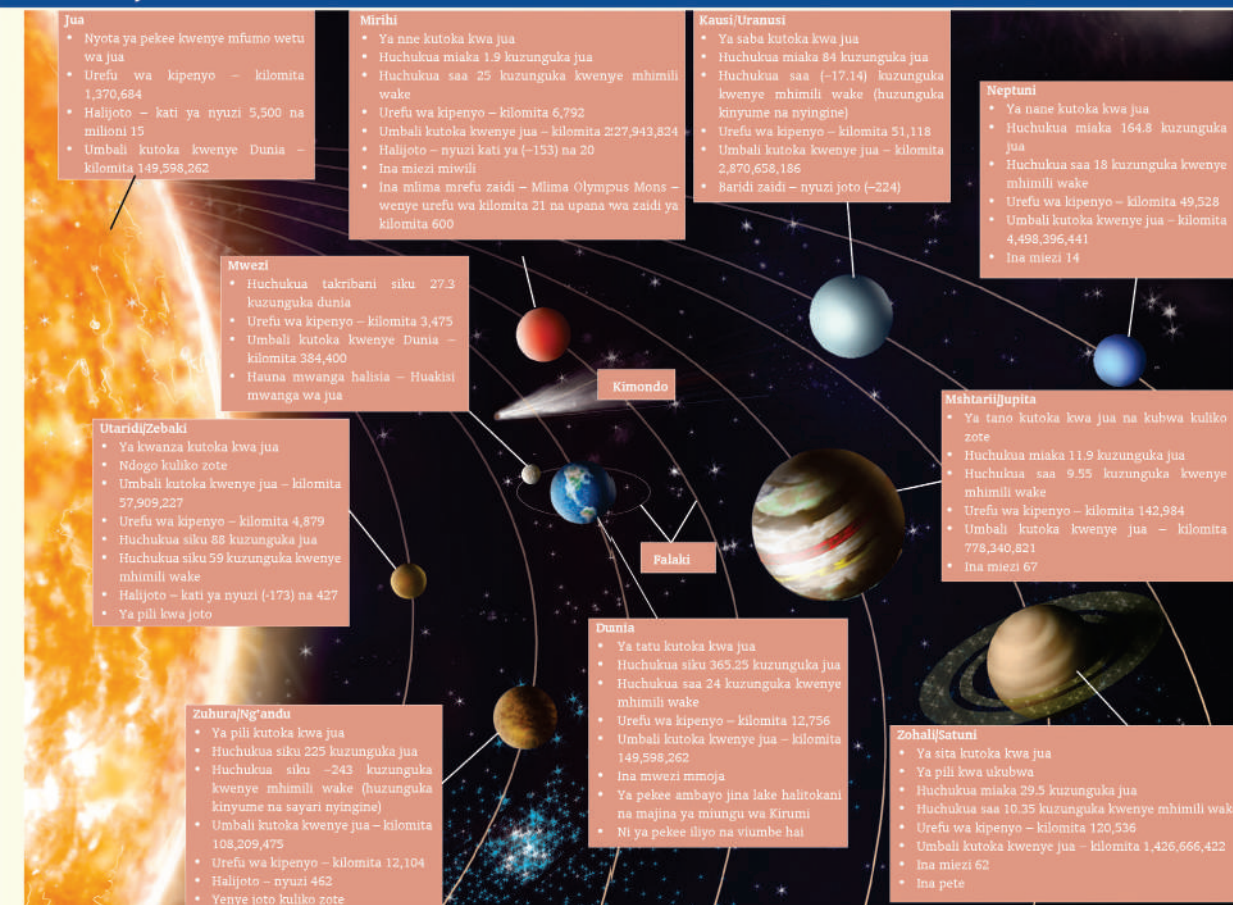 Jua
• Nyota ya pekee kwenye mfumo wetu
wa jua
• Urefu wa kipenyo – kilomita
1,370,684
• Halijoto – kati ya nyuzi 5,500 na
milioni 15
• Umbali kutoka kwenye Dunia –
kilomita 149,598,262
Mirihi
• Ya nne kutoka kwa jua
• Huchukua miaka 1.9 kuzunguka jua
• Huchukua saa 25 kuzunguka kwenye mhimili
wake
• Urefu wa kipenyo – kilomita 6,792
• Umbali kutoka kwenye jua – kilomita 227,943,824
• Halijoto – nyuzi kati ya (–153) na 20
• Ina miezi miwili
• Ina mlima mrefu zaidi – Mlima Olympus Mons –
wenye urefu wa kilomita 21 na upana wa zaidi ya
kilomita 600
Kausi/Uranusi
• Ya saba kutoka kwa jua
• Huchukua miaka 84 kuzunguka jua
• Huchukua saa (–17.14) kuzunguka
kwenye mhimili wake (huzunguka
kinyume na nyingine)
• Urefu wa kipenyo – kilomita 51,118
• Umbali kutoka kwenye jua – kilomita
2,870,658,186
• Baridi zaidi – nyuzi joto (–224)
Neptuni
• Ya nane kutoka kwa jua
• Huchukua miaka 164.8 kuzunguka
jua
• Huchukua saa 18 kuzunguka kwenye
mhimili wake
• Urefu wa kipenyo – kilomita 49,528
• Umbali kutoka kwenye jua – kilomita
4,498,396,441
• Ina miezi 14
Mwezi
• Huchukua takribani siku 27.3
kuzunguka dunia
• Urefu wa kipenyo – kilomita 3,475
• Umbali kutoka kwenye Dunia –
kilomita 384,400
• Hauna mwanga halisia – Huakisi
mwanga wa jua
Kimondo
Utaridi/Zebaki
• Ya kwanza kutoka kwa jua
• Ndogo kuliko zote
• Umbali kutoka kwenye jua – kilomita
57,909,227
• Urefu wa kipenyo – kilomita 4,879
• Huchukua siku 88 kuzunguka jua
• Huchukua siku 59 kuzunguka kwenye
mhimili wake
• Halijoto – kati ya nyuzi (-173) na 427
• Ya pili kwa joto
Mshtarii/Jupita
• Ya tano kutoka kwa jua na kubwa kuliko
zote
• Huchukua miaka 11.9 kuzunguka jua
• Huchukua saa 9.55 kuzunguka kwenye
mhimili wake
• Urefu wa kipenyo – kilomita 142,984
• Umbali kutoka kwenye jua – kilomita
778,340,821
• Ina miezi 67
Falaki
Dunia
• Ya tatu kutoka kwa jua
• Huchukua siku 365.25 kuzunguka jua
• Huchukua saa 24 kuzunguka kwenye
mhimili wake
• Urefu wa kipenyo – kilomita 12,756
• Umbali kutoka kwenye jua – kilomita
149,598,262
• Ina mwezi mmoja
• Ya pekee ambayo jina lake halitokani
na majina ya miungu wa Kirumi
• Ni ya pekee iliyo na viumbe hai
Zuhura/Ng'andu
• Ya pili kutoka kwa jua
• Huchukua siku 225 kuzunguka jua
• Huchukua siku –243 kuzunguka
kwenye mhimili wake (huzunguka
kinyume na sayari nyingine)
• Umbali kutoka kwenye jua – kilomita
108,209,475
• Urefu wa kipenyo – kilomita 12,104
• Halijoto – nyuzi 462
• Yenye joto kuliko zote
Zohali/Satuni
• Ya sita kutoka kwa jua
• Ya pili kwa ukubwa
• Huchukua miaka 29.5 kuzunguka jua
• Huchukua saa 10.35 kuzunguka kwenye mhimili wake
• Urefu wa kipenyo – kilomita 120,536
• Umbali kutoka kwenye jua – kilomita 1,426,666,422
• Ina miezi 62
• Ina pete